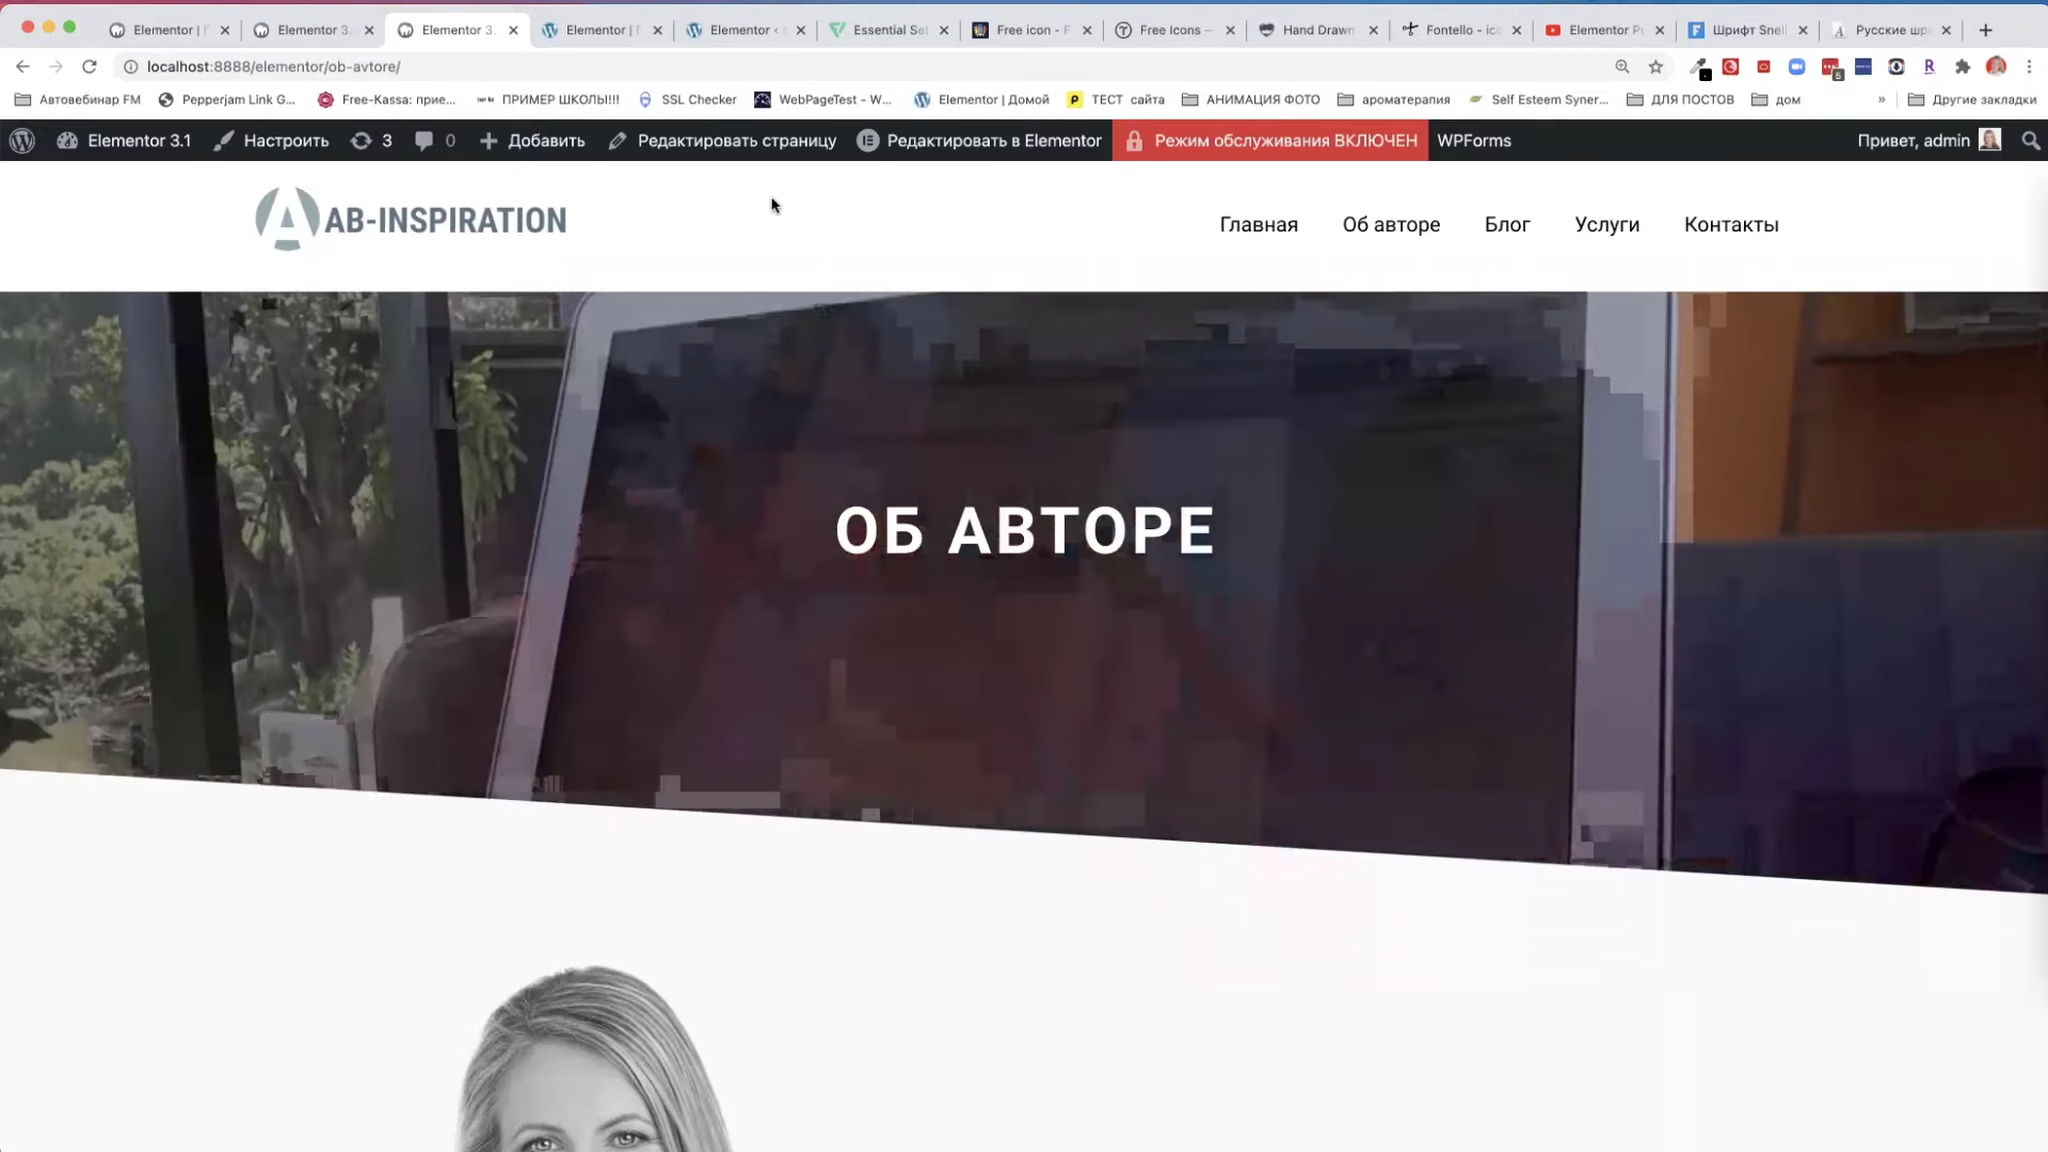 Elementor |
Elementor 3.
Elementor 3.
Elementor |
Elementor ‹
Essential Set
Free icon - F
Free Icons –
Hand Drawn
Fontello - ico
Elementor P
Шрифт Snell
Русские шр
localhost:8888/elementor/ob-avtore/
5
Автовебинар FM
Pepperjam Link G...
Free-Kassa: прие...
ПРИМЕР ШКОЛЫ!!!
SSL Checker
WebPageTest - W...
Elementor | Домой
ТЕСТ сайта
АНИМАЦИЯ ФОТО
ароматерапия
Self Esteem Syner...
ДЛЯ ПОСТОВ
дом
»
Другие закладки
Elementor 3.1
Настроить
3
0
Добавить
Редактировать страницу
Редактировать в Elementor
Режим обслуживания ВКЛЮЧЕН
WPForms
Привет, admin
AB-INSPIRATION
Главная
Об авторе
Блог
Услуги
Контакты
ОБ АВТОРЕ